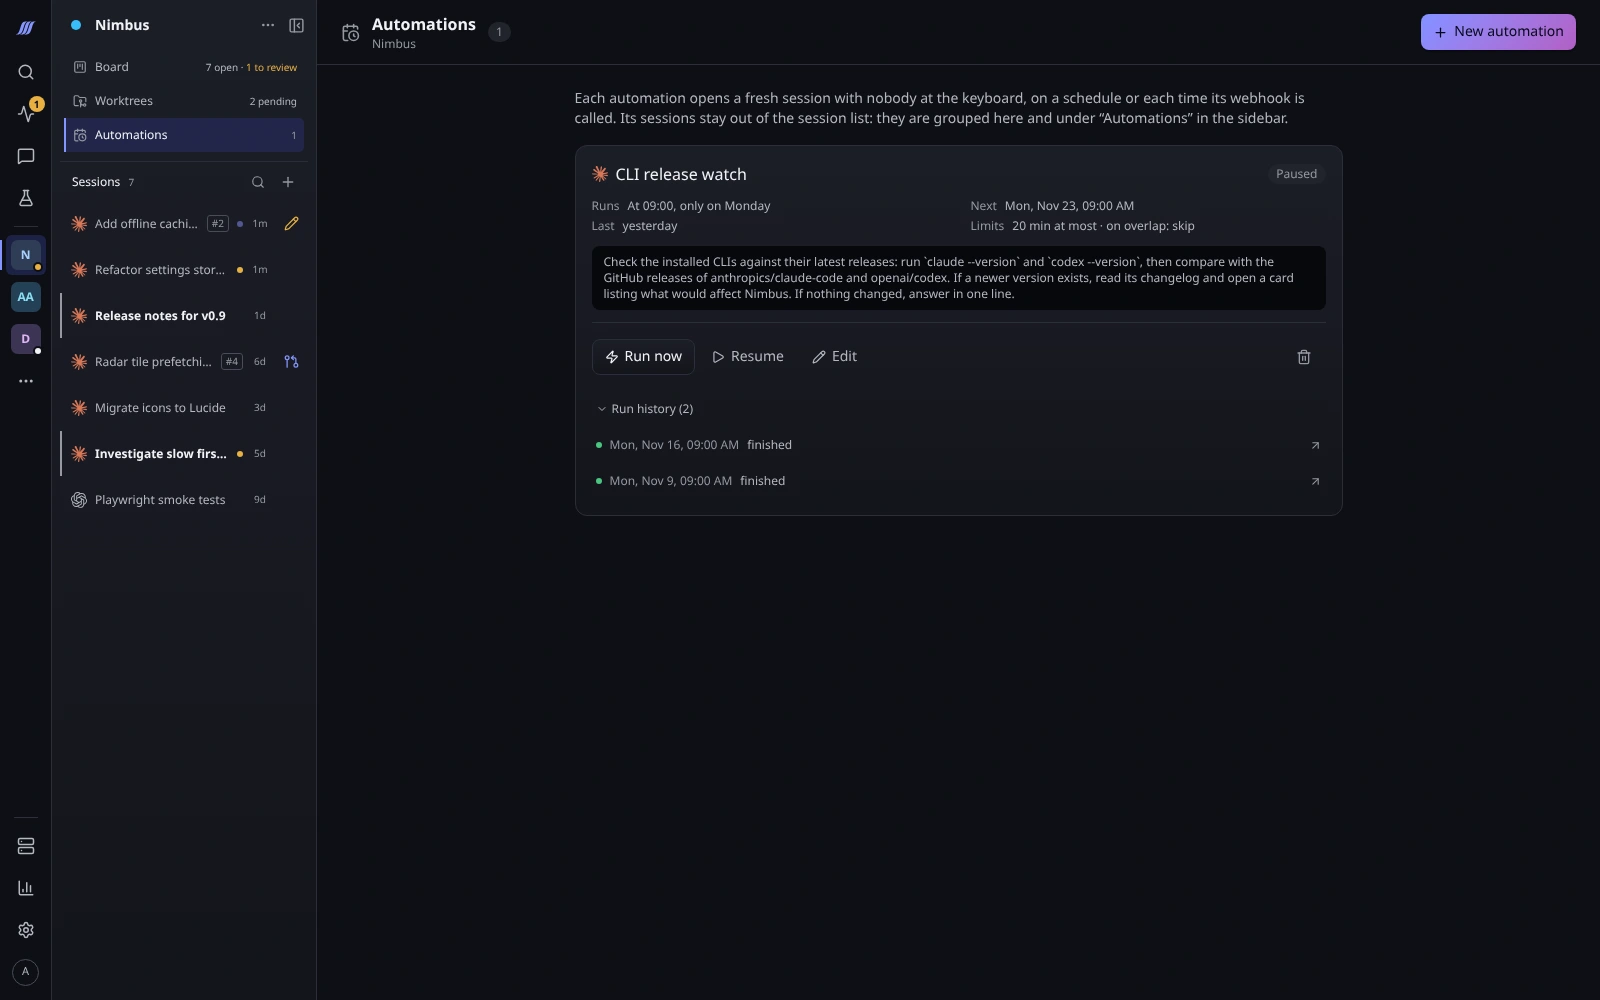 Nimbus
Board
7 open · 1 to review
Worktrees
2 pending
Automations
1
Sessions 7
Add offline cachi... #2 1m
Refactor settings stor... 1m
Release notes for v0.9 1d
Radar tile prefetchi... #4 6d
Migrate icons to Lucide 3d
Investigate slow firs... 5d
Playwright smoke tests 9d
1
N
AA
D
A
Automations 1
Nimbus
+ New automation
Each automation opens a fresh session with nobody at the keyboard, on a schedule or each time its webhook is
called. Its sessions stay out of the session list: they are grouped here and under “Automations” in the sidebar.
CLI release watch
Paused
Runs At 09:00, only on Monday
Next Mon, Nov 23, 09:00 AM
Last yesterday
Limits 20 min at most · on overlap: skip
Check the installed CLIs against their latest releases: run `claude --version` and `codex --version`, then compare with the
GitHub releases of anthropics/claude-code and openai/codex. If a newer version exists, read its changelog and open a card
listing what would affect Nimbus. If nothing changed, answer in one line.
Run now
Resume
Edit
Run history (2)
Mon, Nov 16, 09:00 AM finished
Mon, Nov 9, 09:00 AM finished